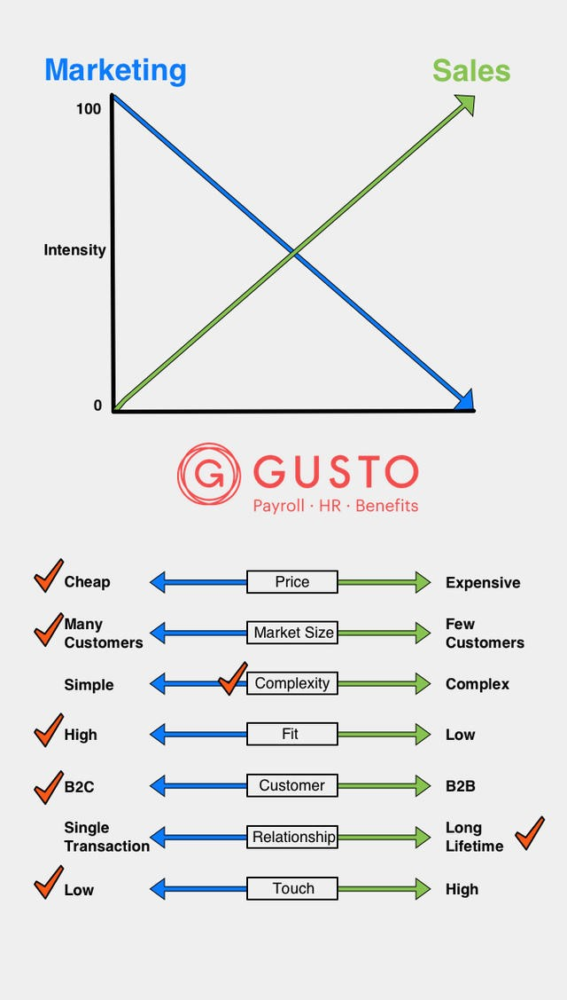 Marketing
Sales
100
Intensity
0
G GUSTO
Payroll · HR · Benefits
Cheap Price Expensive
Many Customers Market Size Few Customers
Simple Complexity Complex
High Fit Low
B2C Customer B2B
Single Transaction Relationship Long Lifetime
Low Touch High